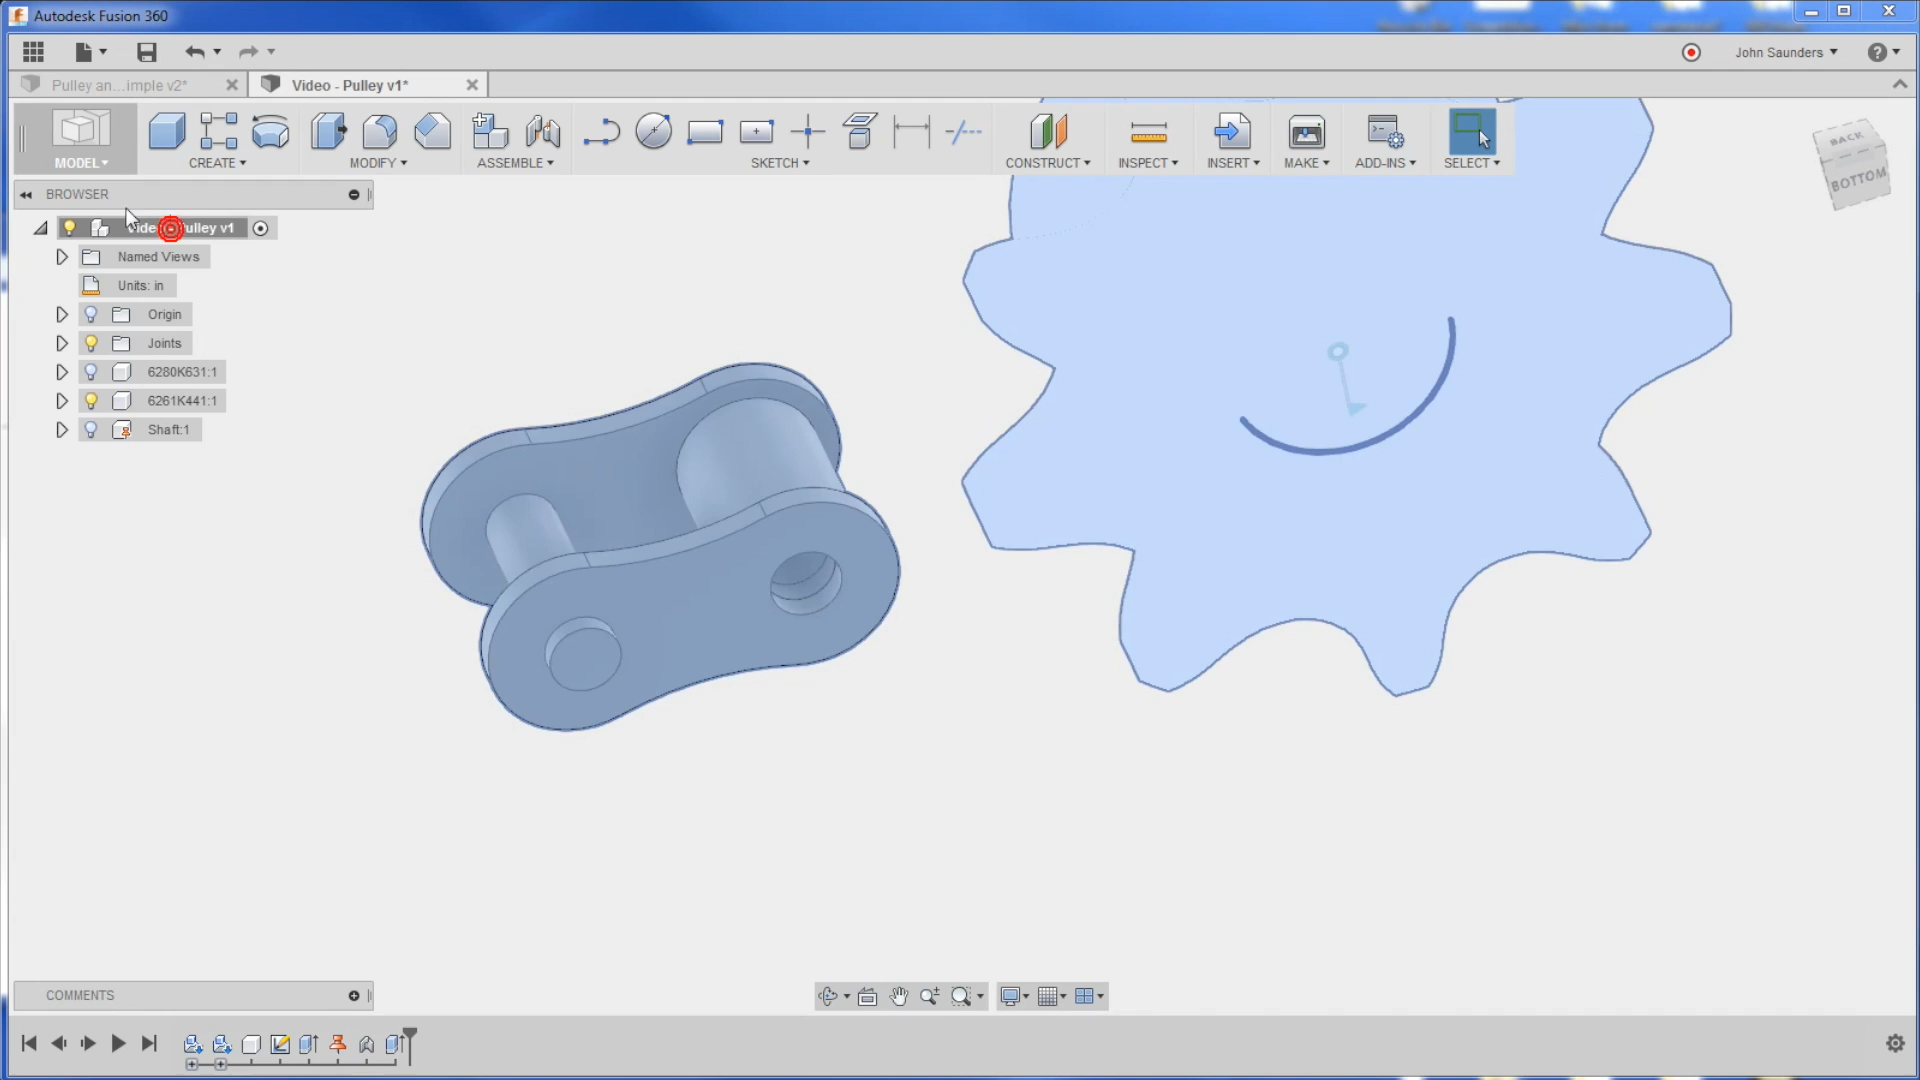 Autodesk Fusion 360
John Saunders
Pulley an...imple v2*
Video - Pulley v1*
MODEL
CREATE
MODIFY
ASSEMBLE
SKETCH
CONSTRUCT
INSPECT
INSERT
MAKE
ADD-INS
SELECT
BACK
BOTTOM
BROWSER
Pulley v1
Named Views
Units: in
Origin
Joints
6280K631:1
6261K441:1
Shaft:1
COMMENTS